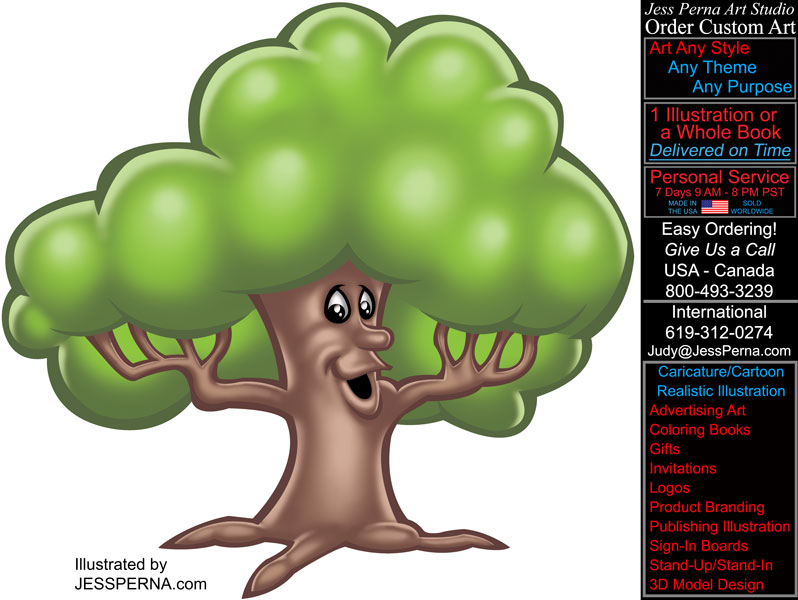 Jess Perna Art Studio
Order Custom Art
Art Any Style
Any Theme
Any Purpose
1 Illustration or
a Whole Book
Delivered on Time
Personal Service
7 Days 9 AM - 8 PM PST
MADE IN SOLD
THE USA WORLDWIDE
Easy Ordering!
Give Us a Call
USA - Canada
800-493-3239
International
619-312-0274
Judy@JessPerna.com
Caricature/Cartoon
Realistic Illustration
Advertising Art
Coloring Books
Gifts
Invitations
Logos
Product Branding
Publishing Illustration
Sign-In Boards
Stand-Up/Stand-In
3D Model Design
Illustrated by
JESSPERNA.com